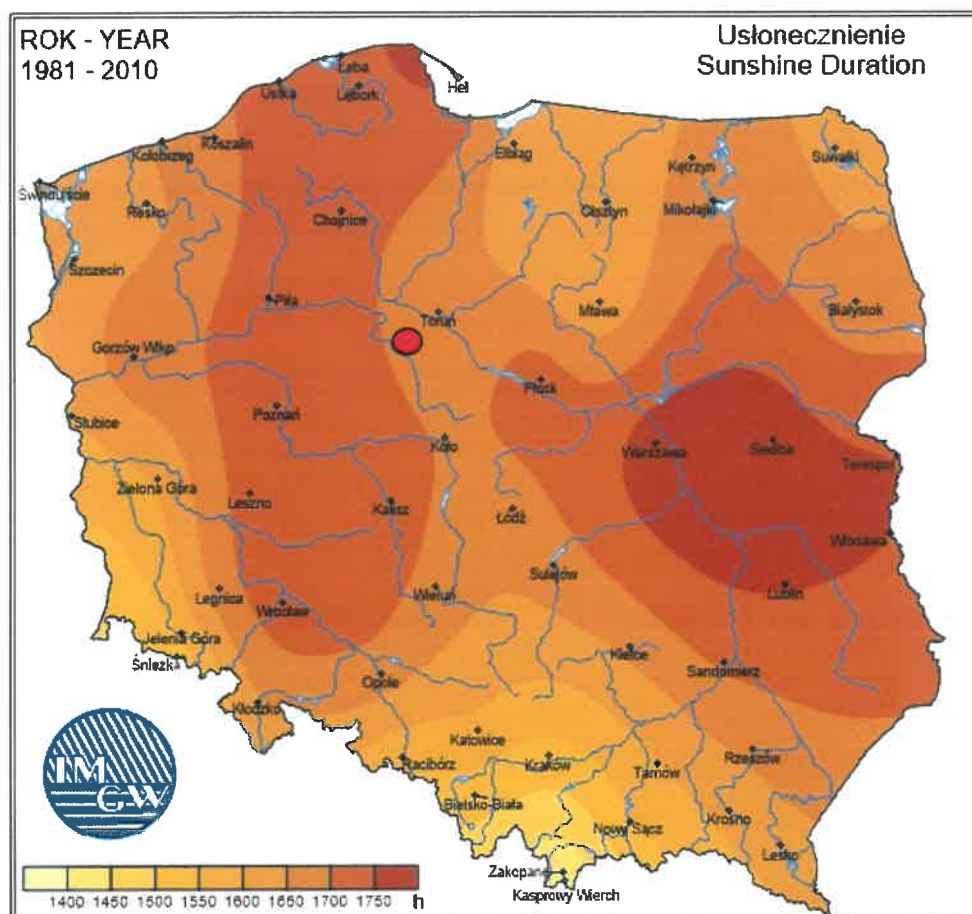 ROK - YEAR
1981 - 2010
Usłonecznienie
Sunshine Duration
Łeba
Hel
Ustka
Lębork
Koszalin
Kołobrzeg
Elbląg
Kętrzyn
Suwałki
Świnoujście
Resko
Chojnice
Olsztyn
Mikołajki
Szczecin
Piła
Toruń
Mława
Białystok
Gorzów Wlkp.
Płock
Słubice
Poznań
Koło
Warszawa
Siedlce
Terespol
Zielona Góra
Leszno
Kalisz
Łódź
Włodawa
Sulejów
Legnica
Wrocław
Wieluń
Lublin
Jelenia Góra
Śnieżka
Kielce
Sandomierz
Opole
Kłodzko
Katowice
Racibórz
Kraków
Tarnów
Rzeszów
Bielsko-Biała
Nowy Sącz
Krosno
Lesko
Zakopane
Kasprowy Wierch
IM
GW
1400 1450 1500 1550 1600 1650 1700 1750 h